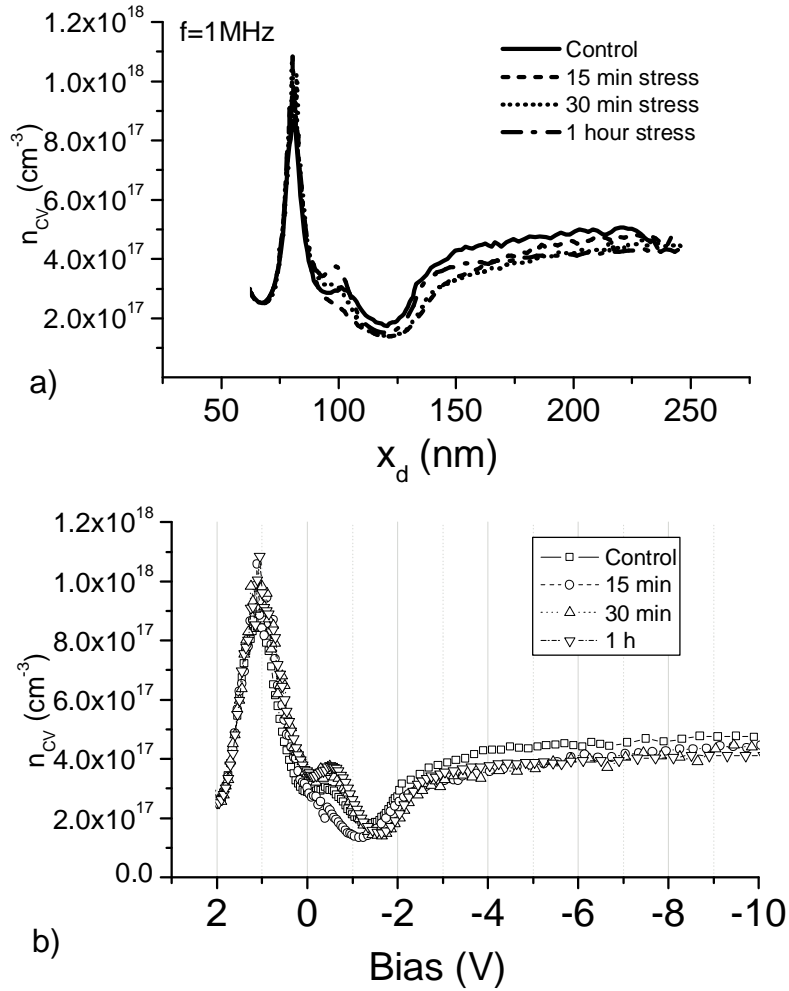 1.2x10^18
f=1MHz
Control
15 min stress
30 min stress
1 hour stress
1.0x10^18
8.0x10^17
6.0x10^17
4.0x10^17
2.0x10^17
n_CV (cm^-3)
a)
50 100 150 200 250
x_d (nm)
1.2x10^18
1.0x10^18
8.0x10^17
6.0x10^17
4.0x10^17
2.0x10^17
0.0
n_CV (cm^-3)
Control
15 min
30 min
1 h
2 0 -2 -4 -6 -8 -10
b)
Bias (V)